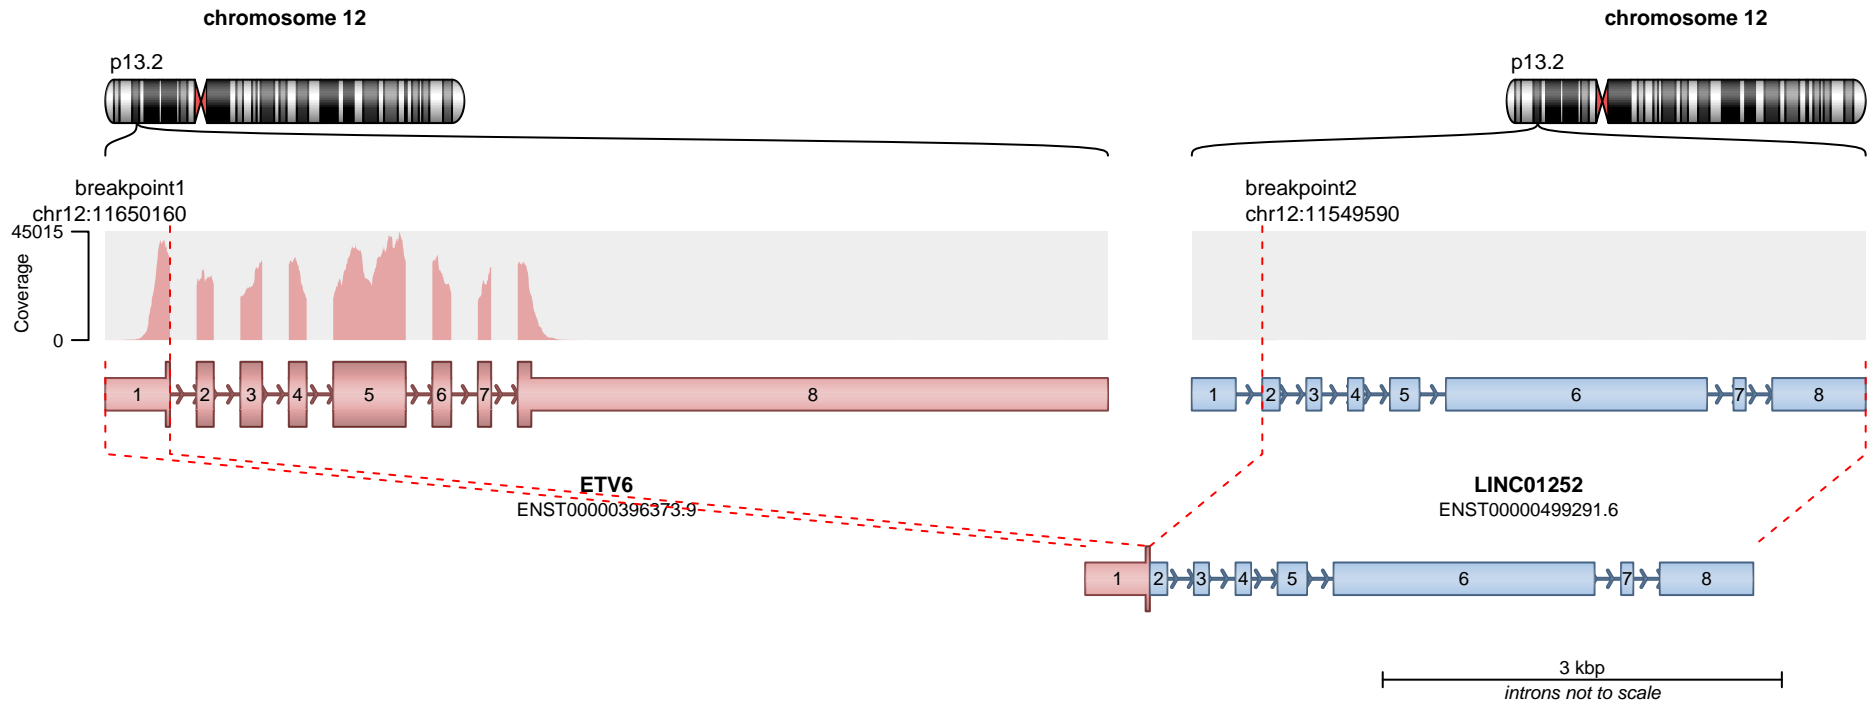 chromosome 12
chromosome 12
p13.2
p13.2
breakpoint1
chr12:11650160
breakpoint2
chr12:11549590
45015
Coverage
0
1 2 3 4 5 6 7 8
1 2 3 4 5 6 7 8
ETV6
ENST00000396373.9
LINC01252
ENST00000499291.6
1 2 3 4 5 6 7 8
3 kbp
introns not to scale